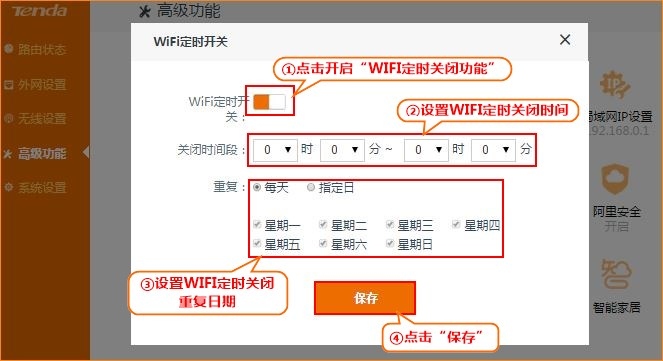 Tenda
高级功能
路由状态
外网设置
无线设置
高级功能
系统设置
WiFi定时开关
×
①点击开启“WIFI定时关闭功能”
WiFi定时开
关：
②设置WIFI定时关闭时间
关闭时间段： 0 时 0 分 ~ 0 时 0 分
重复： 每天 指定日
星期一 星期二 星期三 星期四
星期五 星期六 星期日
③设置WIFI定时关闭
重复日期
保存
④点击“保存”
局域网IP设置
192.168.0.1
阿里安全
开启
智能家居